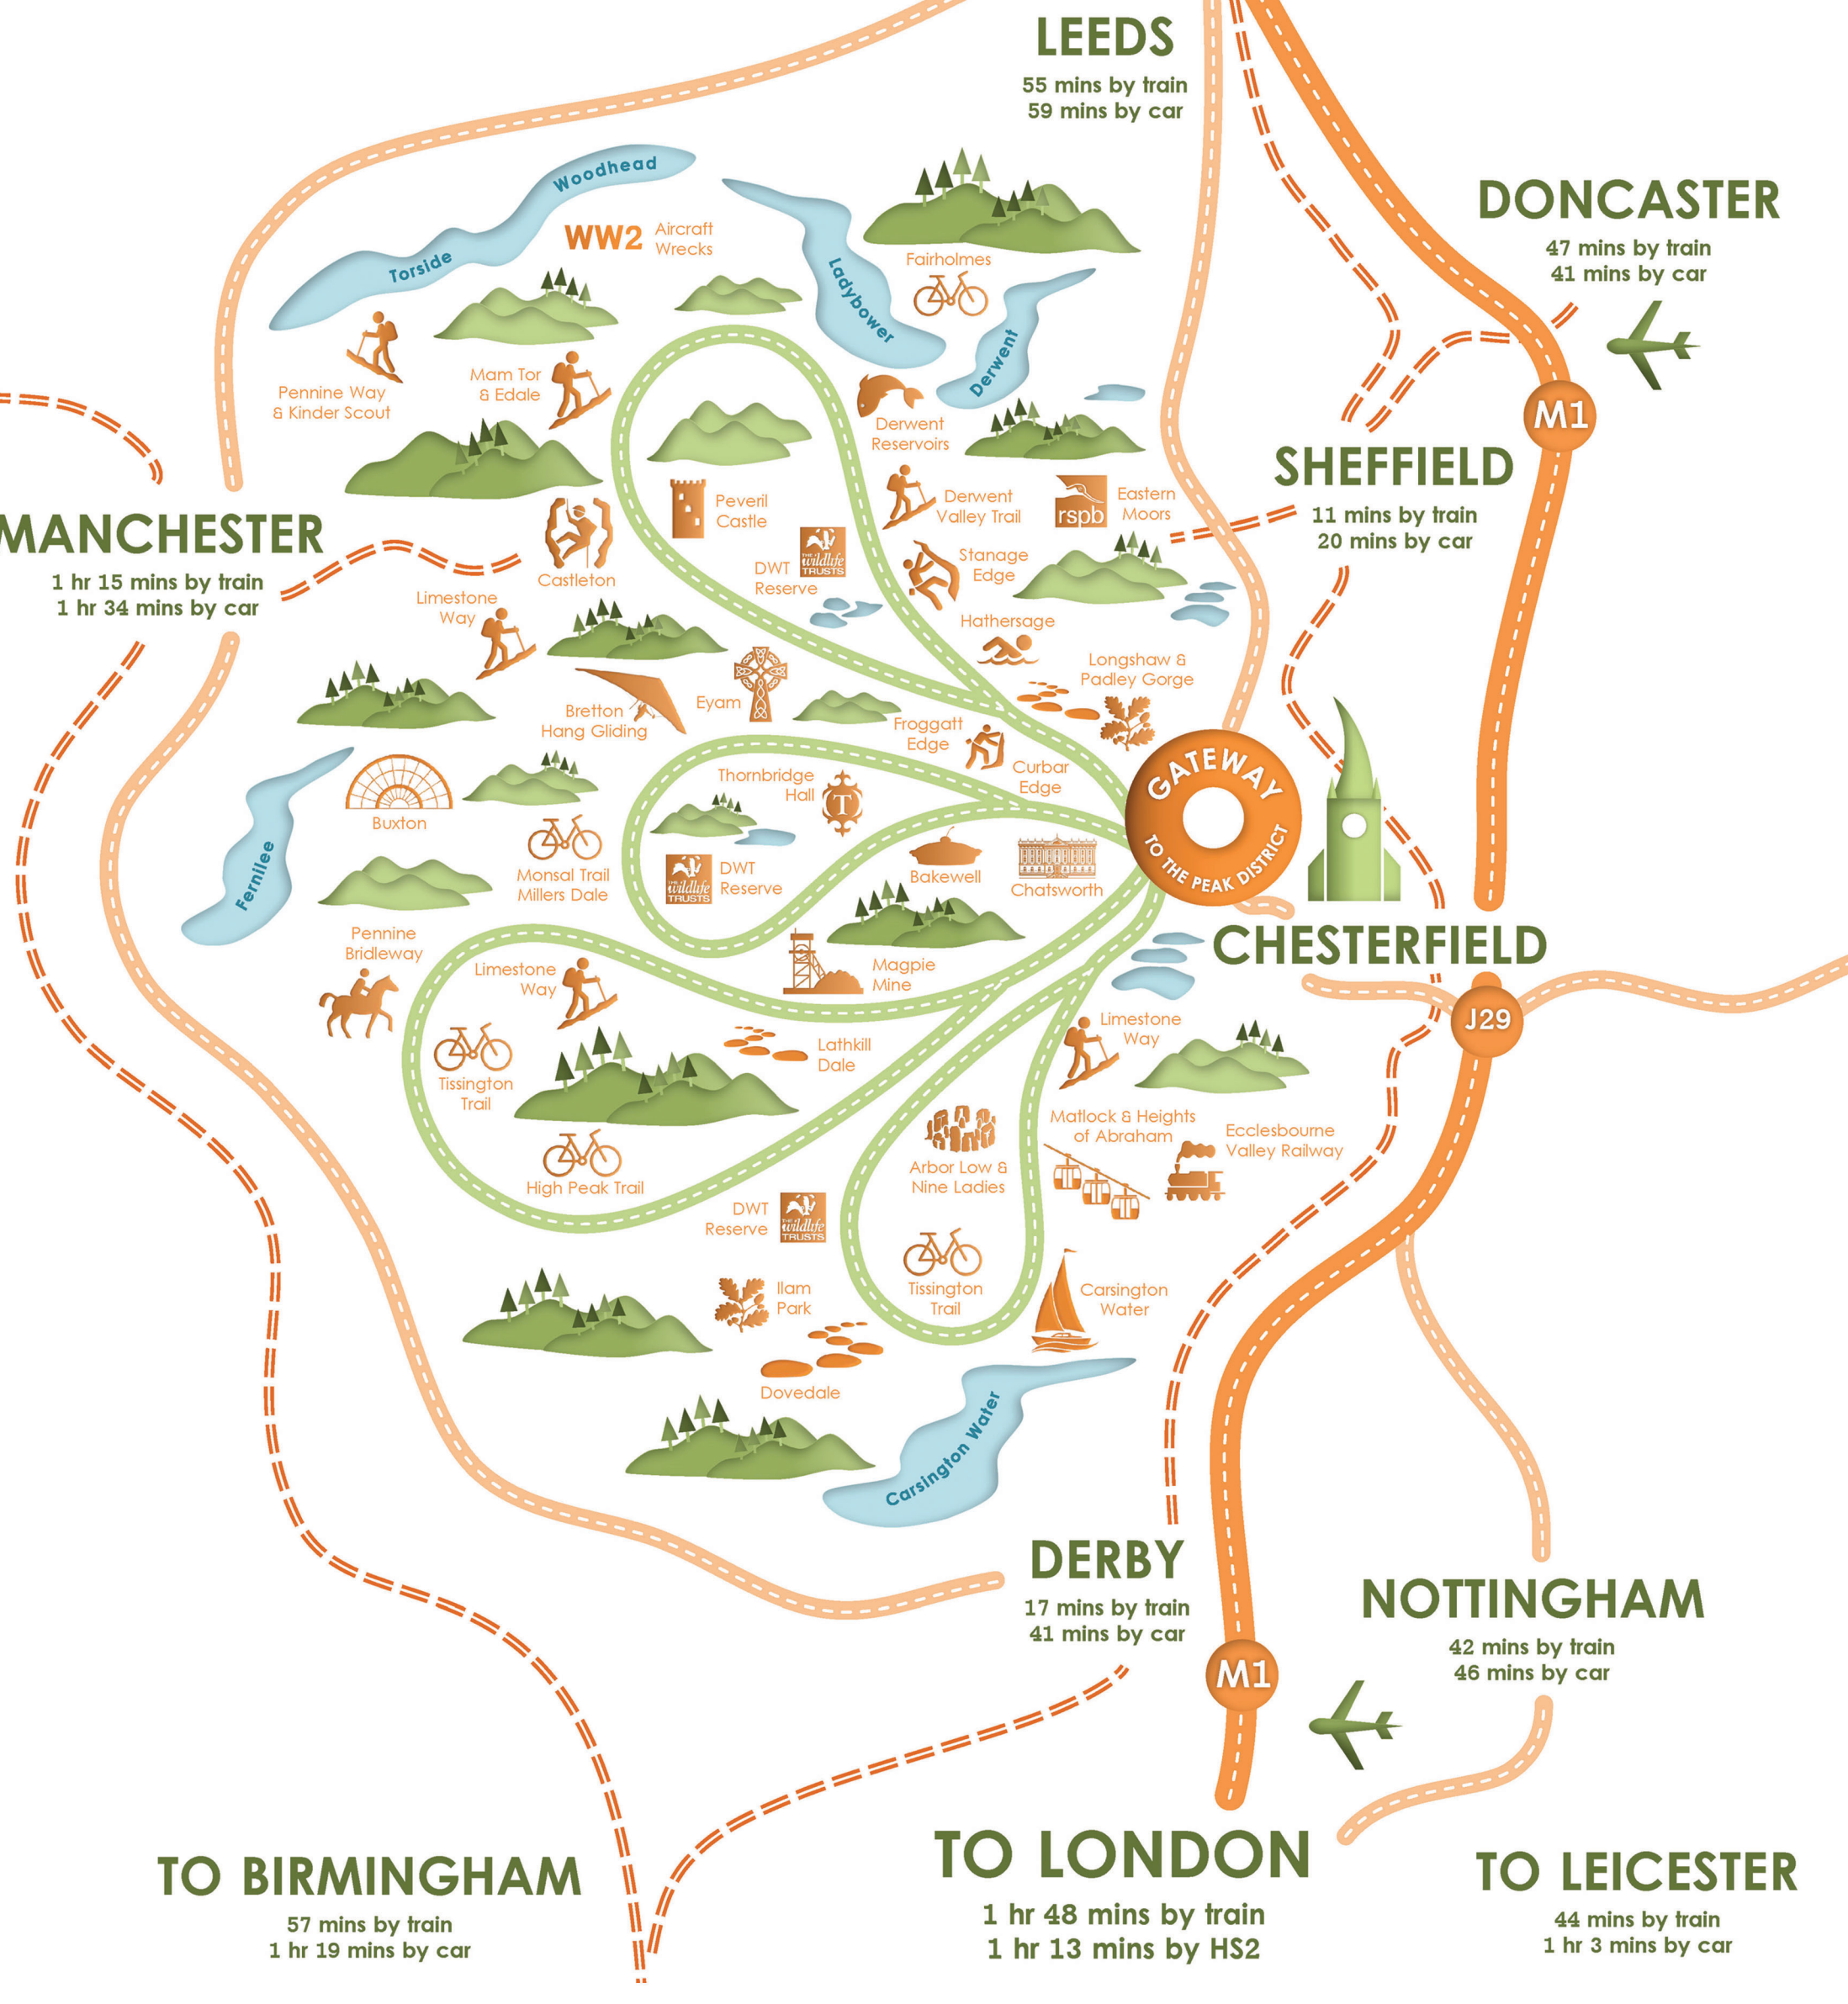 LEEDS
55 mins by train
59 mins by car
Woodhead
Torside
WW2
Aircraft
Wrecks
Ladybower
Fairholmes
Derwent
DONCASTER
47 mins by train
41 mins by car
M1
Pennine Way
& Kinder Scout
Mam Tor
& Edale
Derwent
Reservoirs
SHEFFIELD
11 mins by train
20 mins by car
MANCHESTER
1 hr 15 mins by train
1 hr 34 mins by car
Castleton
Peveril
Castle
DWT
Reserve
THE
wildlife
TRUSTS
Derwent
Valley Trail
rspb
Eastern
Moors
Stanage
Edge
Hathersage
Limestone
Way
Longshaw &
Padley Gorge
Eyam
Bretton
Hang Gliding
Froggatt
Edge
Curbar
Edge
GATEWAY
TO THE PEAK DISTRICT
Buxton
Fernilee
Thornbridge
Hall
T
Monsal Trail
Millers Dale
THE
wildlife
TRUSTS
DWT
Reserve
Bakewell
Chatsworth
CHESTERFIELD
J29
Pennine
Bridleway
Limestone
Way
Magpie
Mine
Tissington
Trail
Lathkill
Dale
Limestone
Way
High Peak Trail
Arbor Low &
Nine Ladies
Matlock & Heights
of Abraham
Ecclesbourne
Valley Railway
DWT
Reserve
THE
wildlife
TRUSTS
Tissington
Trail
Ilam
Park
Carsington
Water
Dovedale
Carsington Water
DERBY
17 mins by train
41 mins by car
NOTTINGHAM
42 mins by train
46 mins by car
M1
TO BIRMINGHAM
57 mins by train
1 hr 19 mins by car
TO LONDON
1 hr 48 mins by train
1 hr 13 mins by HS2
TO LEICESTER
44 mins by train
1 hr 3 mins by car